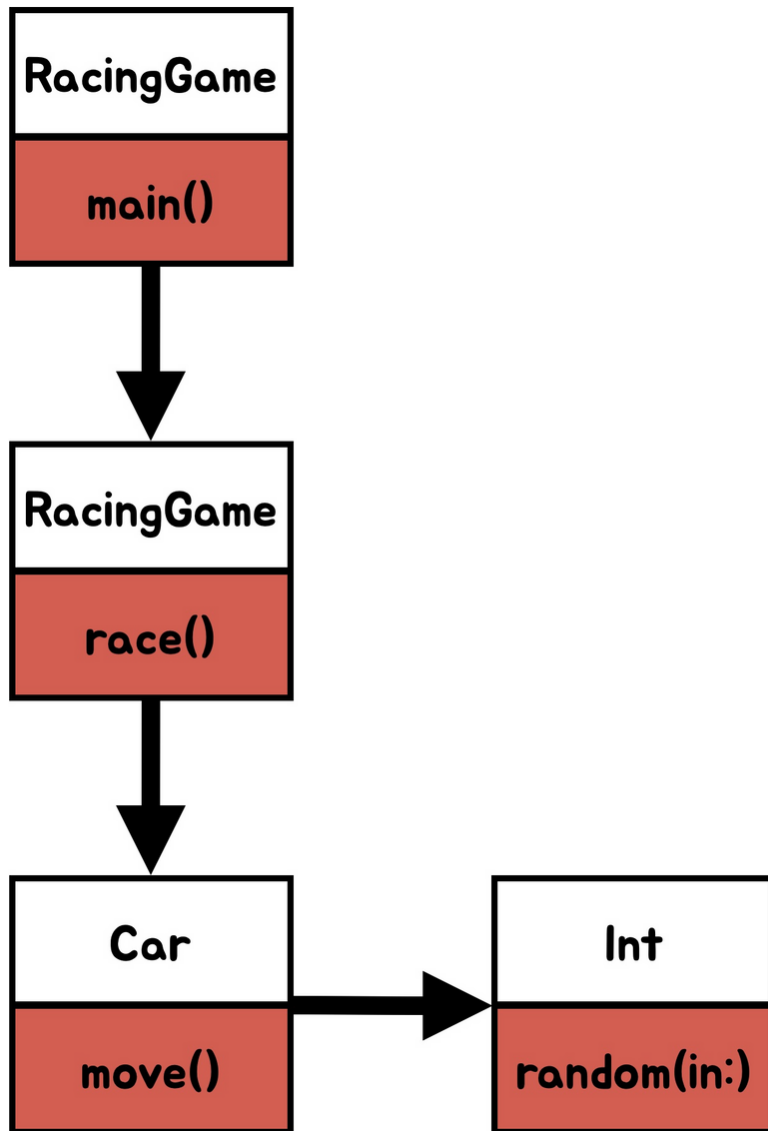 RacingGame
main()
RacingGame
race()
Car
move()
Int
random(in:)